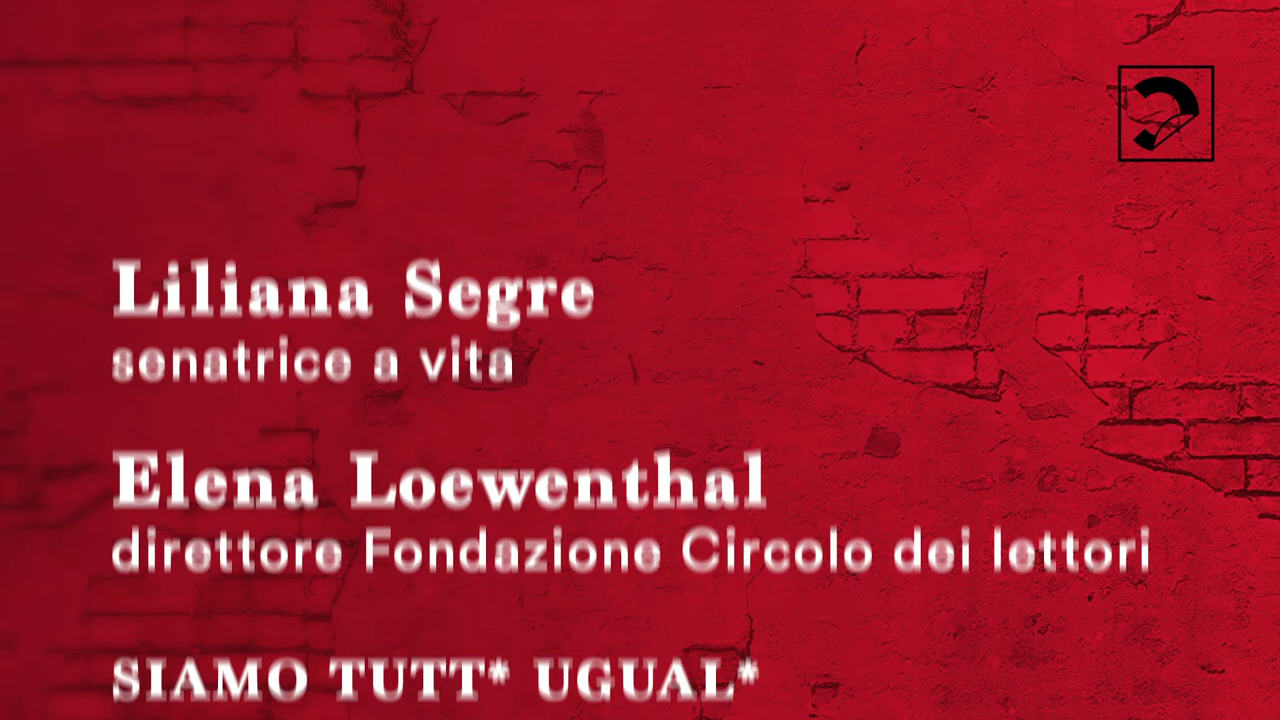 Liliana Segre
senatrice a vita
Elena Loewenthal
direttore Fondazione Circolo dei lettori
SIAMO TUTT* UGUAL*